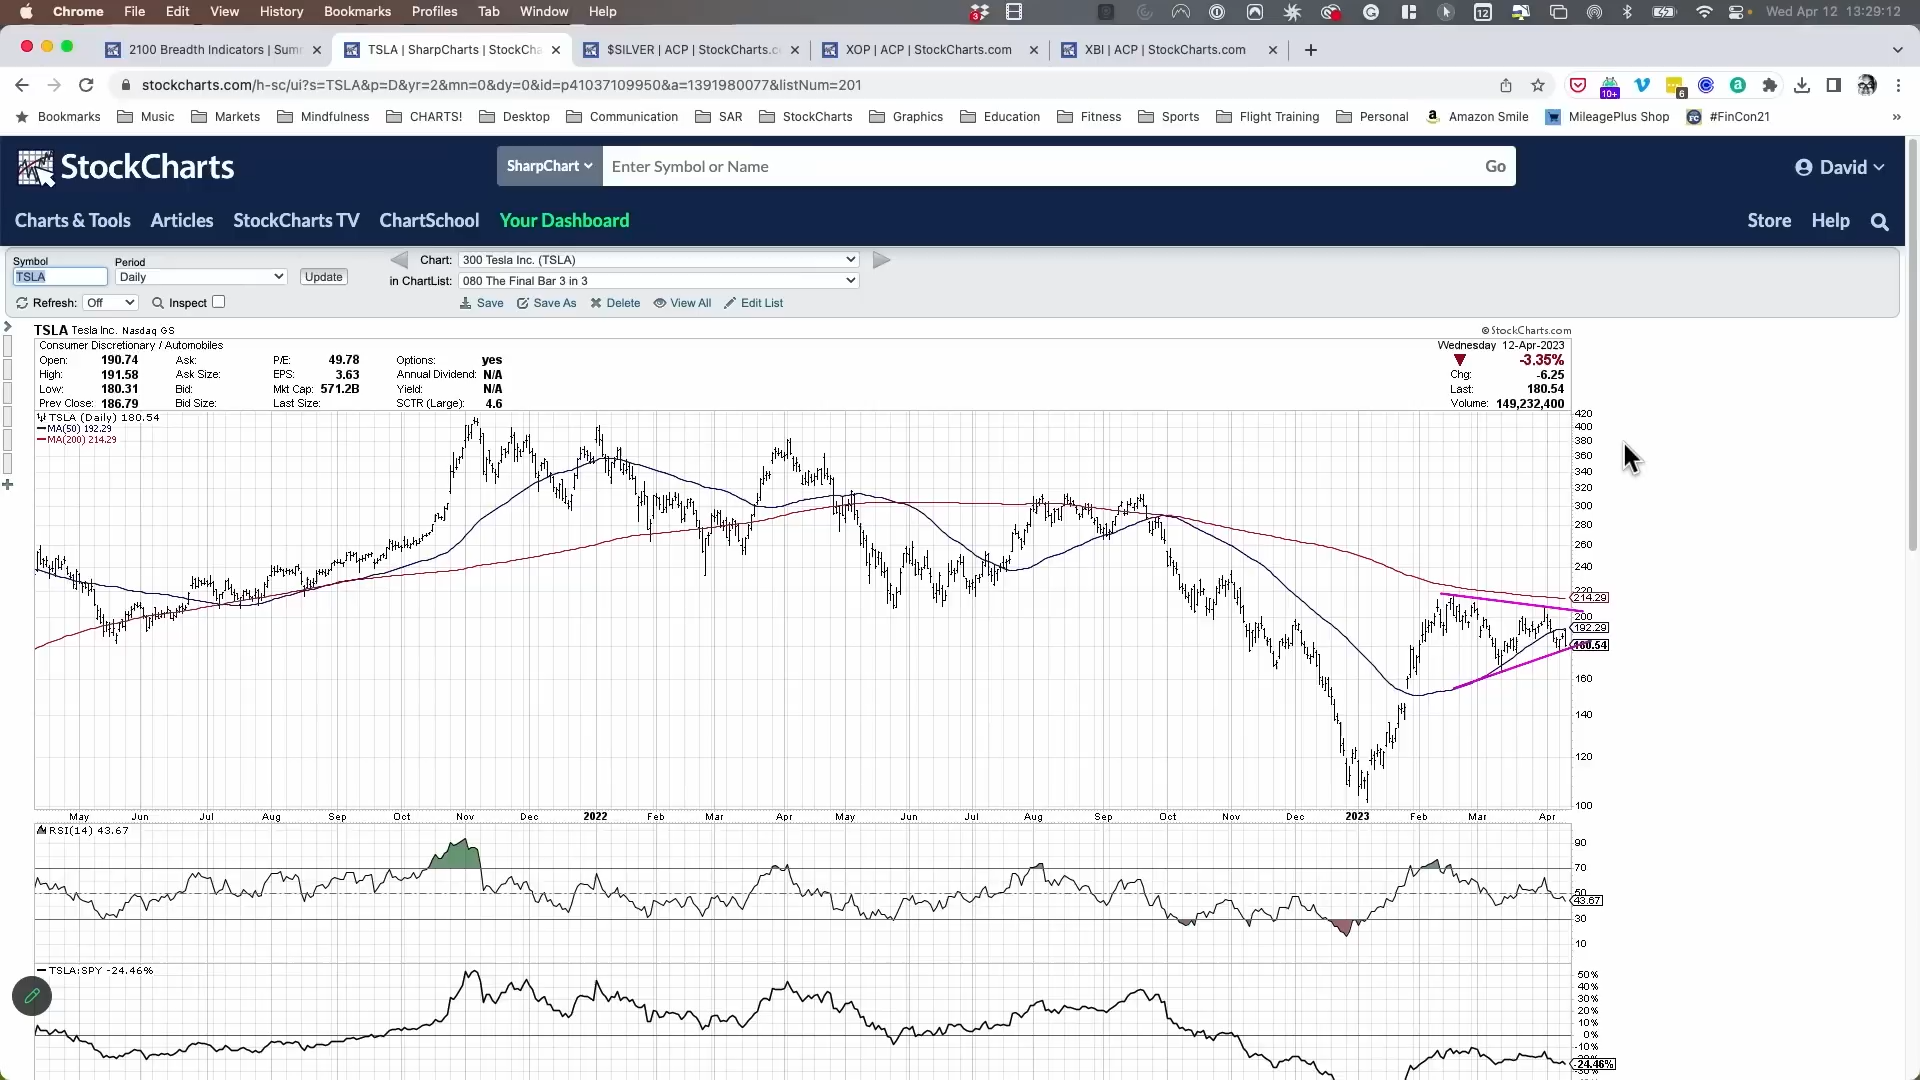 Chrome File Edit View History Bookmarks Profiles Tab Window Help 3 12 Wed Apr 12 13:29:12
2100 Breadth Indicators | Sum TSLA | SharpCharts | StockCha $SILVER | ACP | StockCharts.c XOP | ACP | StockCharts.com XBI | ACP | StockCharts.com
stockcharts.com/h-sc/ui?s=TSLA&p=D&yr=2&mn=0&dy=0&id=p41037109950&a=1391980077&listNum=201 10+ 6
Bookmarks Music Markets Mindfulness CHARTS! Desktop Communication SAR StockCharts Graphics Education Fitness Sports Flight Training Personal Amazon Smile MileagePlus Shop #FinCon21 »
StockCharts SharpChart Enter Symbol or Name Go David
Charts & Tools Articles StockCharts TV ChartSchool Your Dashboard Store Help
Symbol Period Chart: 300 Tesla Inc. (TSLA)
TSLA Daily Update in ChartList: 080 The Final Bar 3 in 3
Refresh: Off Inspect Save Save As Delete View All Edit List
TSLA Tesla Inc. Nasdaq GS ©StockCharts.com
Consumer Discretionary / Automobiles Wednesday 12-Apr-2023
Open: 190.74 Ask: P/E: 49.78 Options: yes -3.35%
High: 191.58 Ask Size: EPS: 3.63 Annual Dividend: N/A Chg: -6.25
Low: 180.31 Bid: Mkt Cap: 571.2B Yield: N/A Last: 180.54
Prev Close: 186.79 Bid Size: Last Size: SCTR (Large): 4.6 Volume: 149,232,400
TSLA (Daily) 180.54
MA(50) 192.29
MA(200) 214.29
420
400
380
360
340
320
300
280
260
240
220
214.29
200
192.29
180.54
160
140
120
100
May Jun Jul Aug Sep Oct Nov Dec 2022 Feb Mar Apr May Jun Jul Aug Sep Oct Nov Dec 2023 Feb Mar Apr
RSI(14) 43.67
90
70
50
43.67
30
10
TSLA:SPY -24.46%
50%
40%
30%
20%
10%
0%
-10%
-24.46%